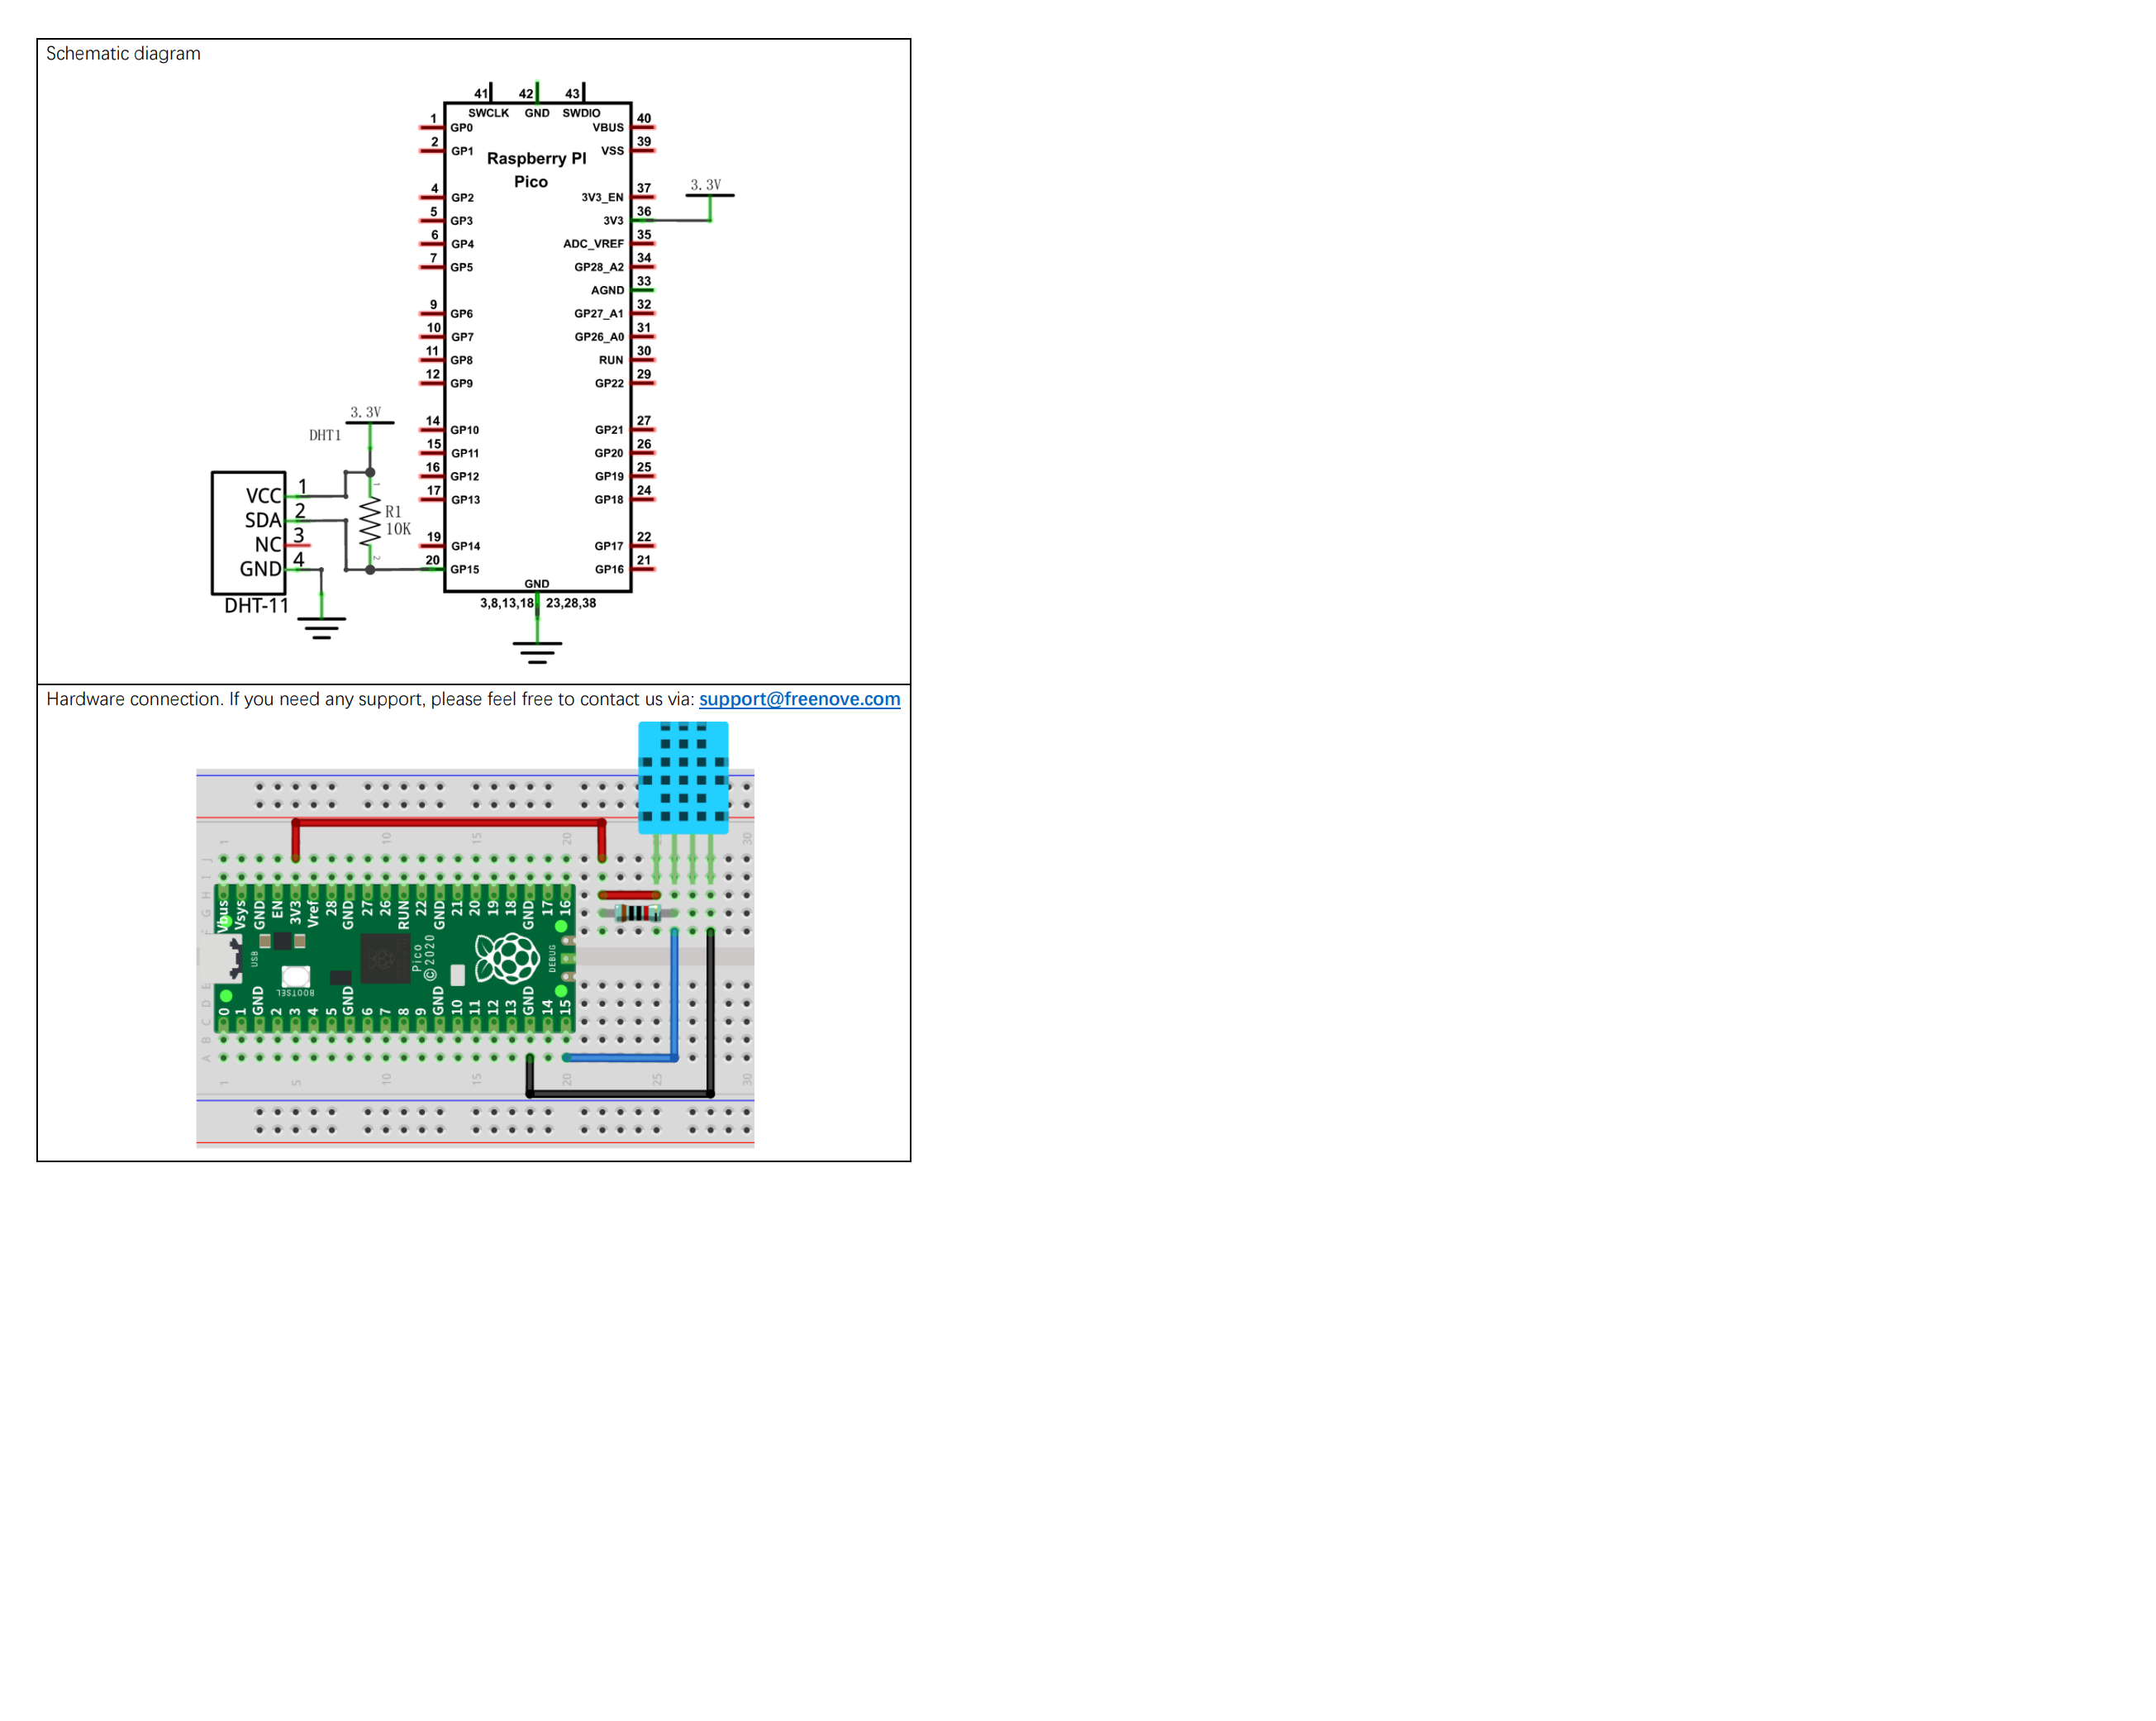 Schematic diagram
41 42 43
SWCLK GND SWDIO
1 GP0 VBUS 40
2 GP1 VSS 39
Raspberry PI
Pico
4 GP2 3V3_EN 37
3.3V
5 GP3 3V3 36
6 GP4 ADC_VREF 35
7 GP5 GP28_A2 34
AGND 33
9 GP6 GP27_A1 32
10 GP7 GP26_A0 31
11 GP8 RUN 30
12 GP9 GP22 29
3.3V
DHT1
14 GP10 GP21 27
15 GP11 GP20 26
16 GP12 GP19 25
17 GP13 GP18 24
VCC 1
SDA 2
NC 3
GND 4
DHT-11
1
R1
10K
2
19 GP14 GP17 22
20 GP15 GP16 21
GND
3,8,13,18 23,28,38
Hardware connection. If you need any support, please feel free to contact us via: support@freenove.com
1 10 15 20 30
J
I
H
G
F
Vbus Vsys GND EN 3V3 Vref 28 GND 27 26 RUN 22 GND 21 20 19 18 GND 17 16
USB
BOOTSEL
Pico
©2020
DEBUG
E
D
C
B
A
0 1 GND 2 3 4 5 GND 6 7 8 9 GND 10 11 12 13 GND 14 15
1 5 10 15 20 25 30